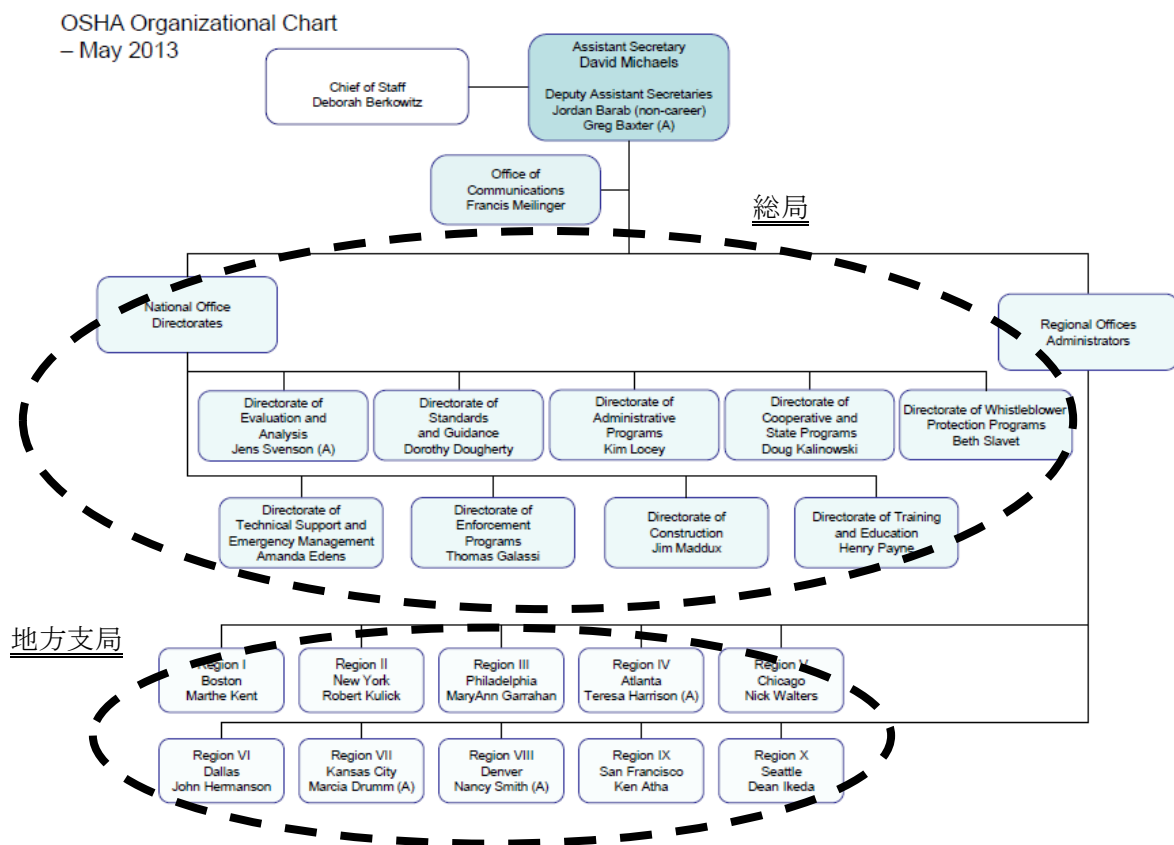 OSHA Organizational Chart
– May 2013
Assistant Secretary
David Michaels
Deputy Assistant Secretaries
Jordan Barab (non-career)
Greg Baxter (A)
Chief of Staff
Deborah Berkowitz
Office of
Communications
Francis Meilinger
総局
National Office
Directorates
Regional Offices
Administrators
Directorate of
Evaluation and
Analysis
Jens Svenson (A)
Directorate of
Standards
and Guidance
Dorothy Dougherty
Directorate of
Administrative
Programs
Kim Locey
Directorate of
Cooperative and
State Programs
Doug Kalinowski
Directorate of Whistleblower
Protection Programs
Beth Slavet
Directorate of
Technical Support and
Emergency Management
Amanda Edens
Directorate of
Enforcement
Programs
Thomas Galassi
Directorate of
Construction
Jim Maddux
Directorate of Training
and Education
Henry Payne
地方支局
Region I
Boston
Marthe Kent
Region II
New York
Robert Kulick
Region III
Philadelphia
MaryAnn Garrahan
Region IV
Atlanta
Teresa Harrison (A)
Region V
Chicago
Nick Walters
Region VI
Dallas
John Hermanson
Region VII
Kansas City
Marcia Drumm (A)
Region VIII
Denver
Nancy Smith (A)
Region IX
San Francisco
Ken Atha
Region X
Seattle
Dean Ikeda